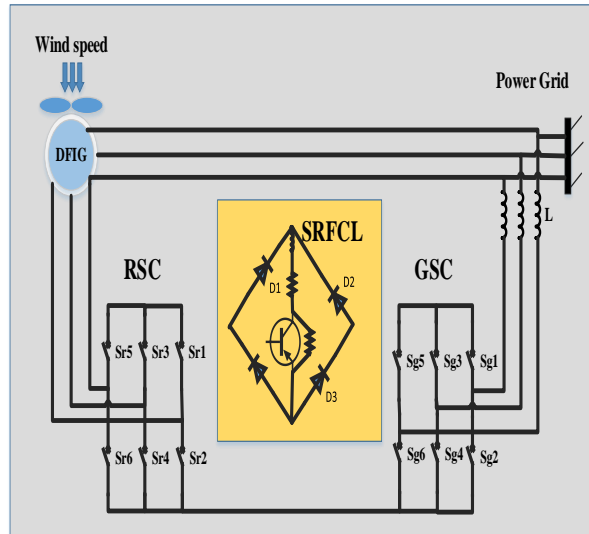 Wind speed
Power Grid
DFIG
L
SRFCL
RSC
GSC
D1
D2
D3
Sr5
Sr3
Sr1
Sg5
Sg3
Sg1
Sr6
Sr4
Sr2
Sg6
Sg4
Sg2